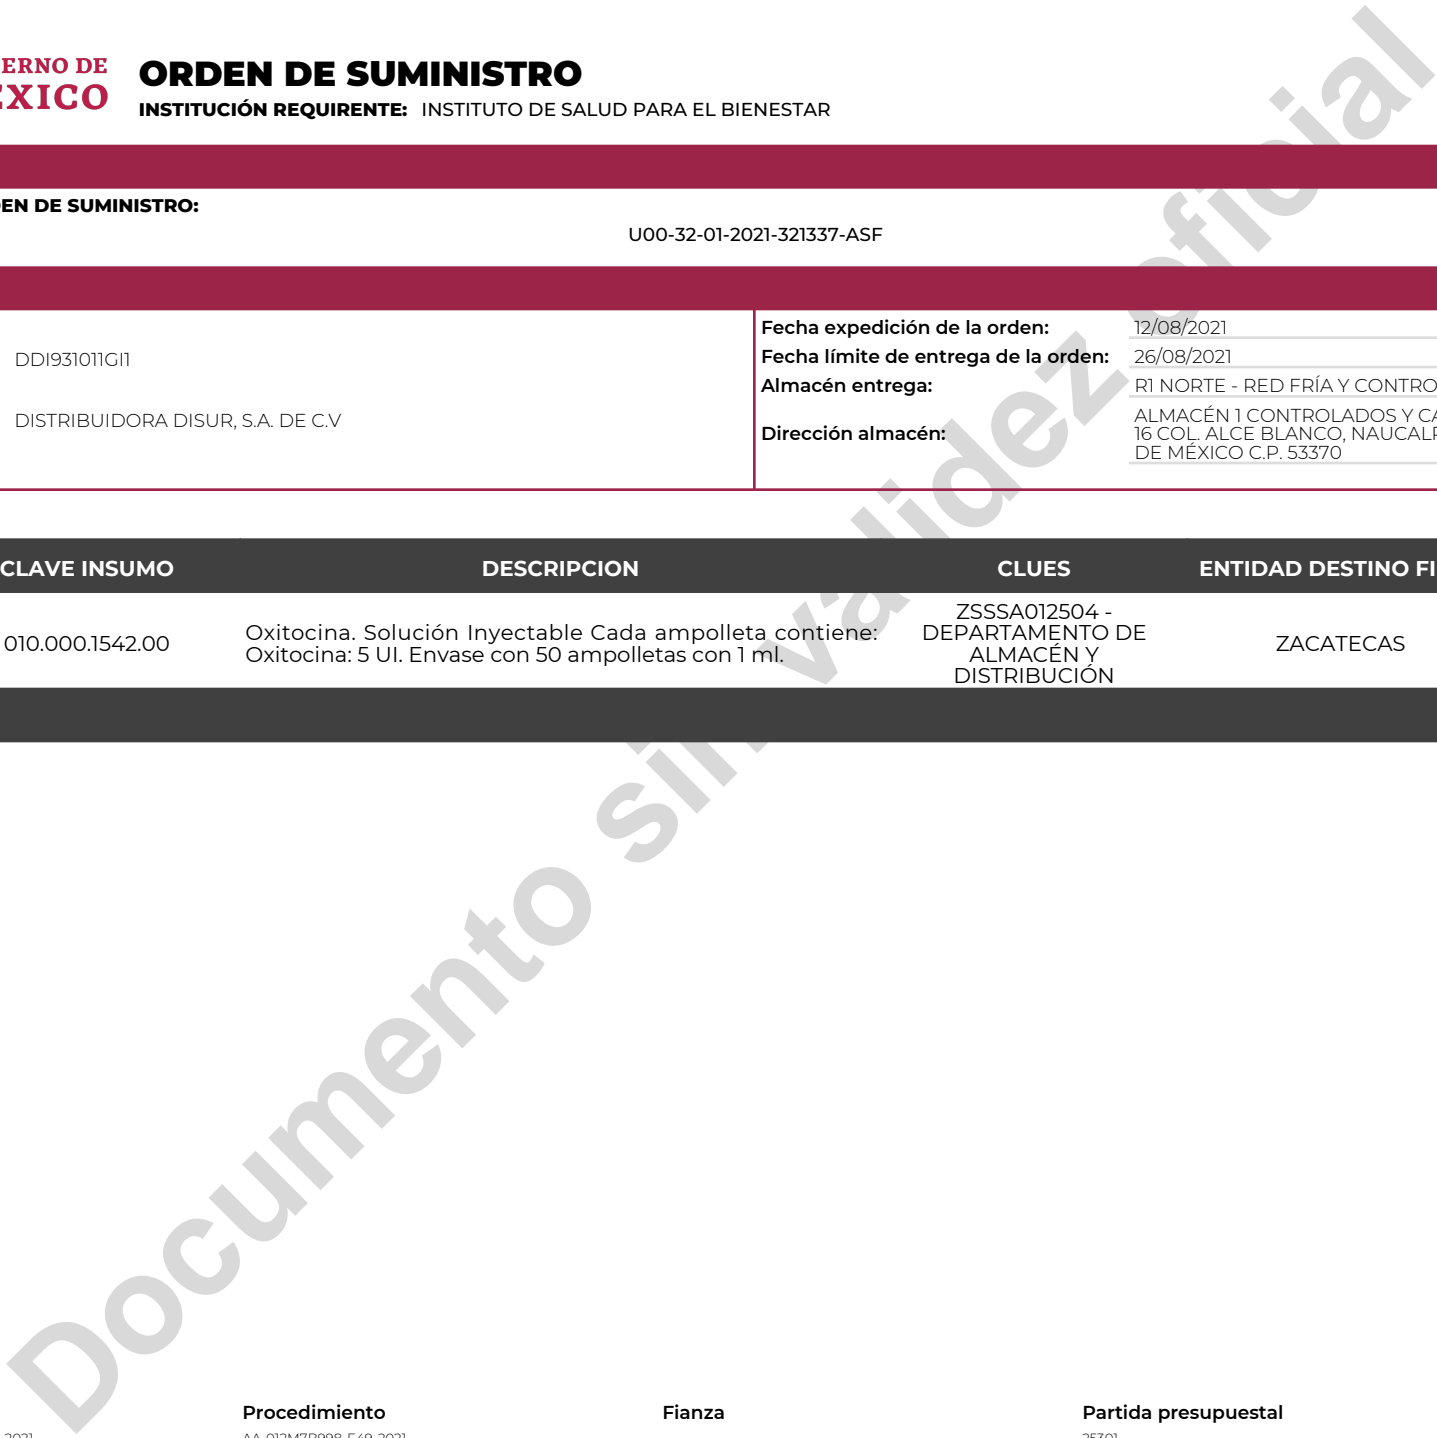 ERNO DE
ORDEN DE SUMINISTRO
INSTITUCIÓN REQUIRENTE: INSTITUTO DE SALUD PARA EL BIENESTAR
EN DE SUMINISTRO:
U00-32-01-2021-321337-ASF
DDI931011GI1
DISTRIBUIDORA DISUR, S.A. DE C.V
Fecha expedición de la orden: 12/08/2021
Fecha límite de entrega de la orden: 26/08/2021
Almacén entrega: R1 NORTE - RED FRÍA Y CONTRO
Dirección almacén: ALMACÉN 1 CONTROLADOS Y CA
16 COL. ALCE BLANCO, NAUCALP
DE MÉXICO C.P. 53370
CLAVE INSUMO DESCRIPCION CLUES ENTIDAD DESTINO FI
010.000.1542.00
Oxitocina. Solución Inyectable Cada ampolleta contiene:
Oxitocina: 5 UI. Envase con 50 ampolletas con 1 ml.
ZSSSA012504 -
DEPARTAMENTO DE
ALMACÉN Y
DISTRIBUCIÓN
ZACATECAS
Documento sin validez oficial
Procedimiento Fianza Partida presupuestal